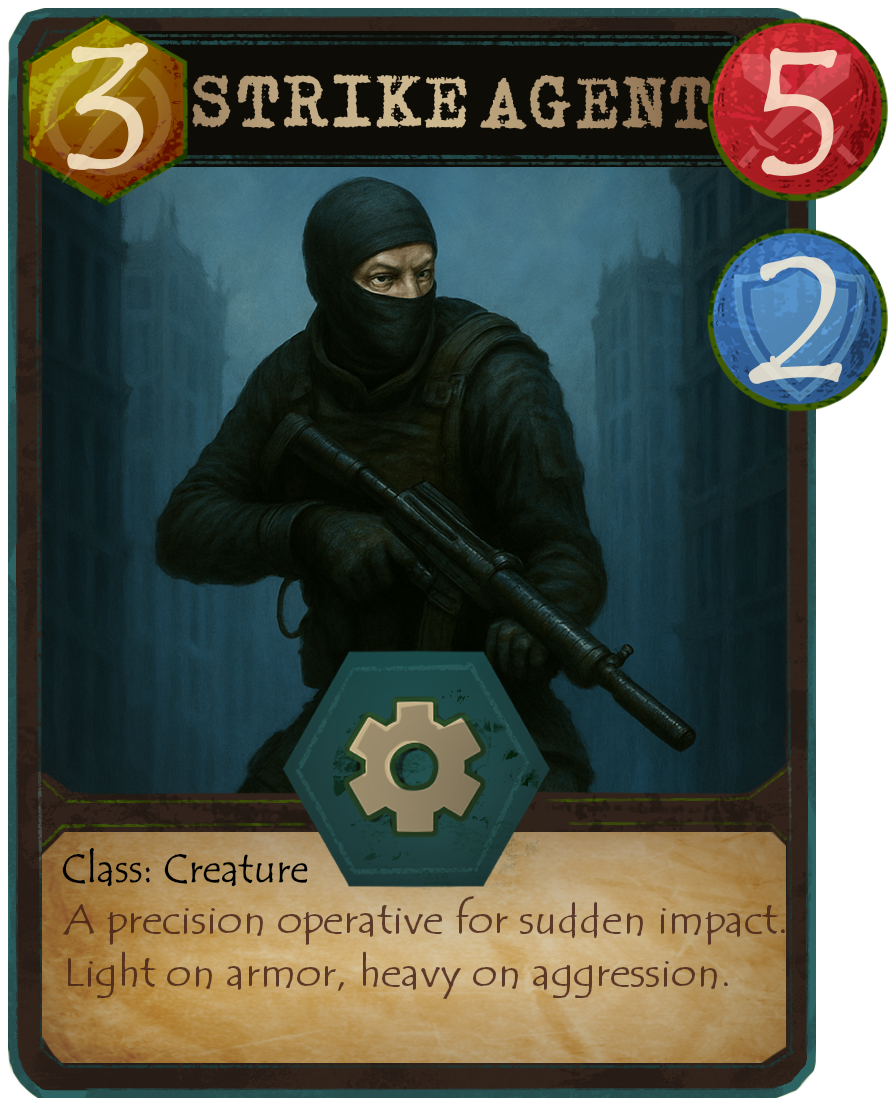 3
STRIKE AGENT
5
2
Class: Creature
A precision operative for sudden impact.
Light on armor, heavy on aggression.